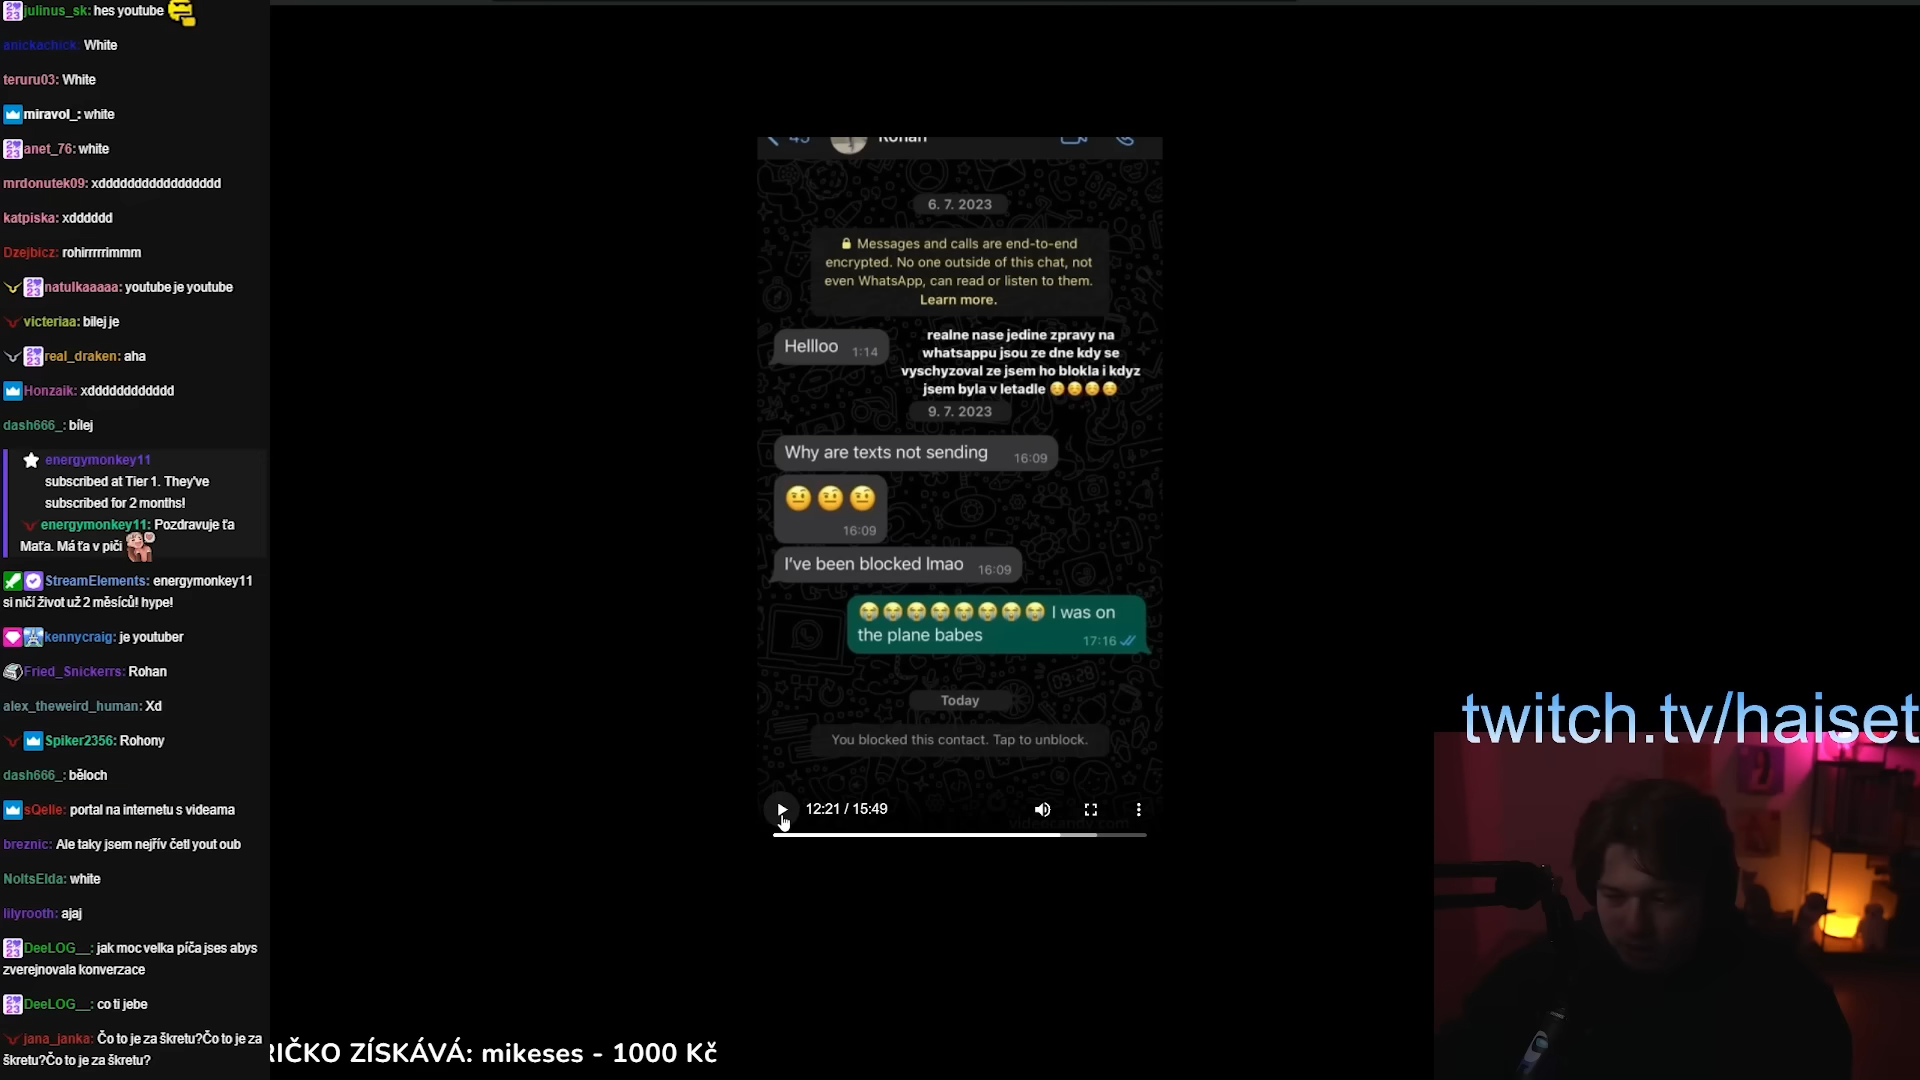 julinus_sk: hes youtube
anickachick: White
teruru03: White
miravol_: white
anet_76: white
mrdonutek09: xddddddddddddddddd
katpiska: xdddddd
Dzejbicz: rohirrrrrimmm
natulkaaaaa: youtube je youtube
victeriaa: bilej je
real_draken: aha
Honzaik: xdddddddddddd
dash666_: bílej
energymonkey11
subscribed at Tier 1. They've
subscribed for 2 months!
energymonkey11: Pozdravuje ťa
Maťa. Má ťa v piči
StreamElements: energymonkey11
si ničí život už 2 měsíců! hype!
kennycraig: je youtuber
Fried_Snickerrs: Rohan
alex_theweird_human: Xd
Spiker2356: Rohony
dash666_: běloch
sQelle: portal na internetu s videama
breznic: Ale taky jsem nejřív četl yout oub
NoltsElda: white
lilyrooth: ajaj
DeeLOG__: jak moc velka píča jses abys
zverejnovala konverzace
DeeLOG__: co ti jebe
jana_janka: Čo to je za škretu?Čo to je za
škretu?Čo to je za škretu?
45 Rohan
6. 7. 2023
Messages and calls are end-to-end
encrypted. No one outside of this chat, not
even WhatsApp, can read or listen to them.
Learn more.
Hellloo 1:14
realne nase jedine zpravy na
whatsappu jsou ze dne kdy se
vyschyzoval ze jsem ho blokla i kdyz
jsem byla v letadle
9. 7. 2023
Why are texts not sending 16:09
16:09
I've been blocked lmao 16:09
I was on
the plane babes 17:16
Today
You blocked this contact. Tap to unblock.
12:21 / 15:49
twitch.tv/haiset
RIČKO ZÍSKÁVÁ: mikeses - 1000 Kč